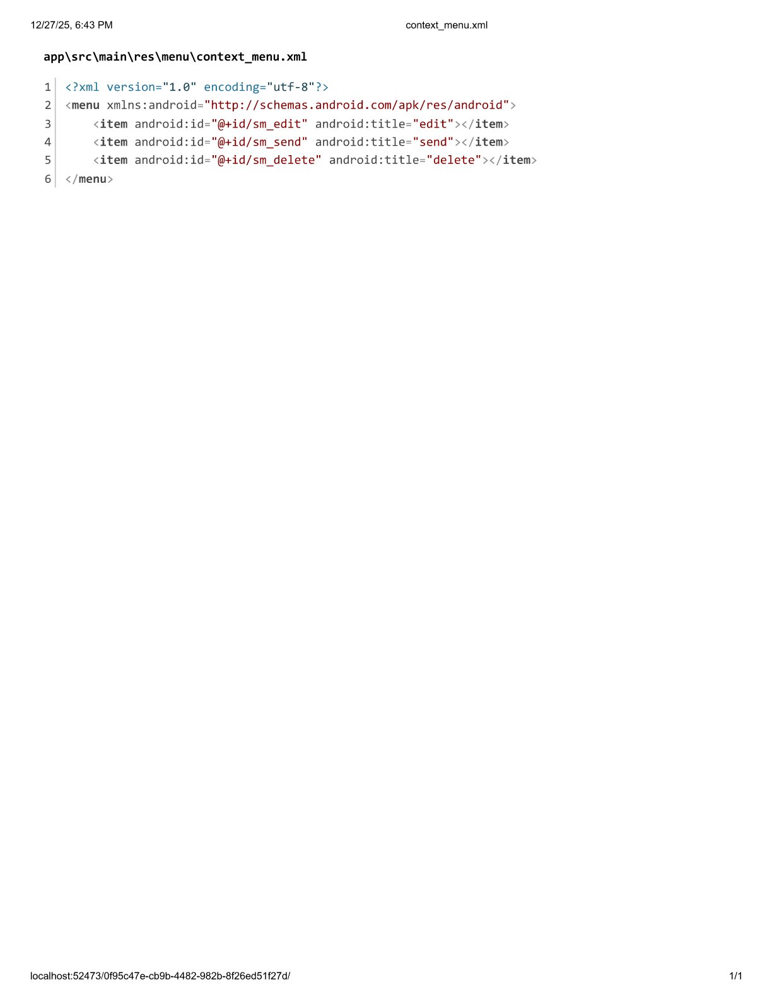 12/27/25, 6:43 PM context_menu.xml
app\src\main\res\menu\context_menu.xml
1 <?xml version="1.0" encoding="utf-8"?>
2 <menu xmlns:android="http://schemas.android.com/apk/res/android">
3     <item android:id="@+id/sm_edit" android:title="edit"></item>
4     <item android:id="@+id/sm_send" android:title="send"></item>
5     <item android:id="@+id/sm_delete" android:title="delete"></item>
6 </menu>
localhost:52473/0f95c47e-cb9b-4482-982b-8f26ed51f27d/ 1/1